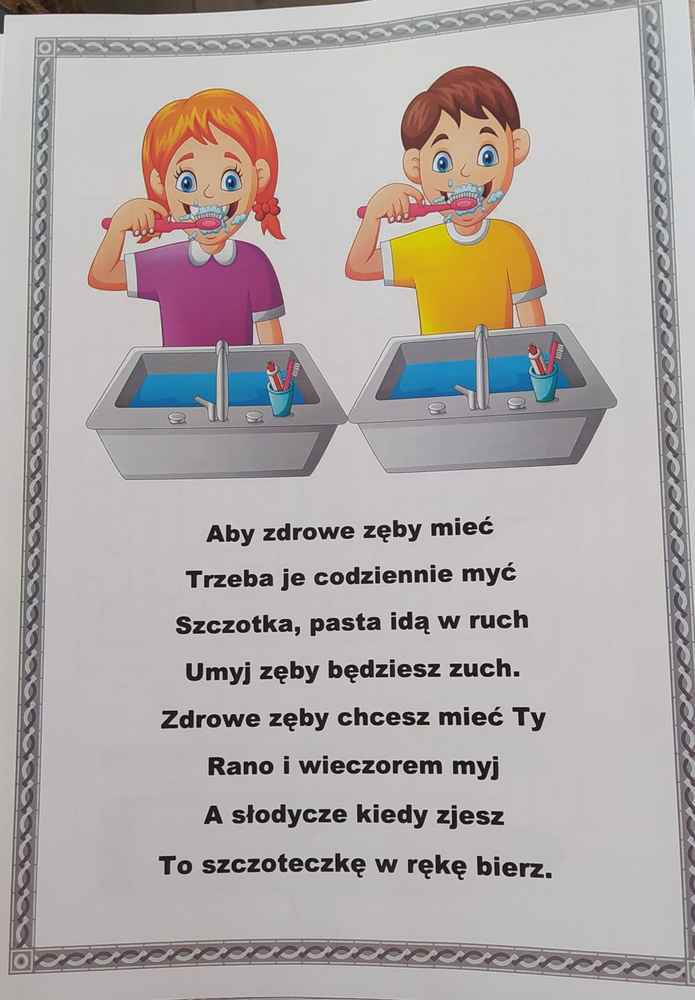 Aby zdrowe zęby mieć
Trzeba je codziennie myć
Szczotka, pasta idą w ruch
Umyj zęby będziesz zuch.
Zdrowe zęby chcesz mieć Ty
Rano i wieczorem myj
A słodycze kiedy zjesz
To szczoteczkę w rękę bierz.